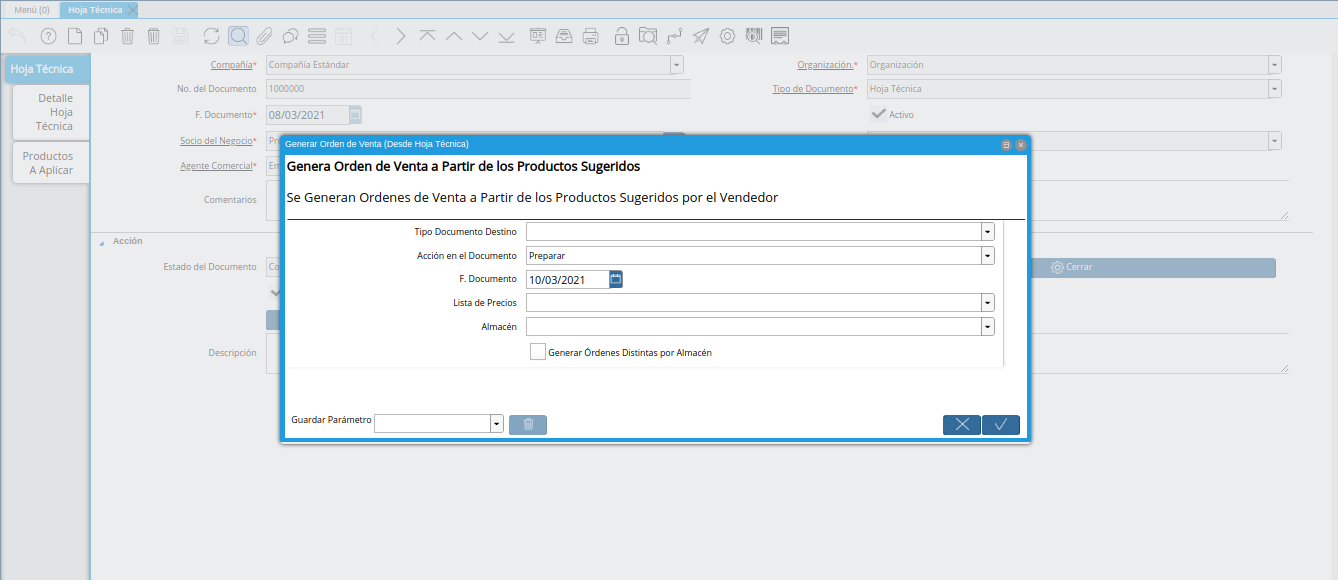 Menú (0)
Hoja Técnica
Hoja Técnica
Detalle
Hoja
Técnica
Productos
A Aplicar
Compañía* Compañía Estándar
Organización.* Organización
No. del Documento 1000000
Tipo de Documento* Hoja Técnica
F. Documento* 08/03/2021
Activo
Socio del Negocio*
Agente Comercial*
Comentarios
Acción
Estado del Documento
Cerrar
Descripción
Generar Orden de Venta (Desde Hoja Técnica)
Genera Orden de Venta a Partir de los Productos Sugeridos
Se Generan Ordenes de Venta a Partir de los Productos Sugeridos por el Vendedor
Tipo Documento Destino
Acción en el Documento Preparar
F. Documento 10/03/2021
Lista de Precios
Almacén
Generar Órdenes Distintas por Almacén
Guardar Parámetro